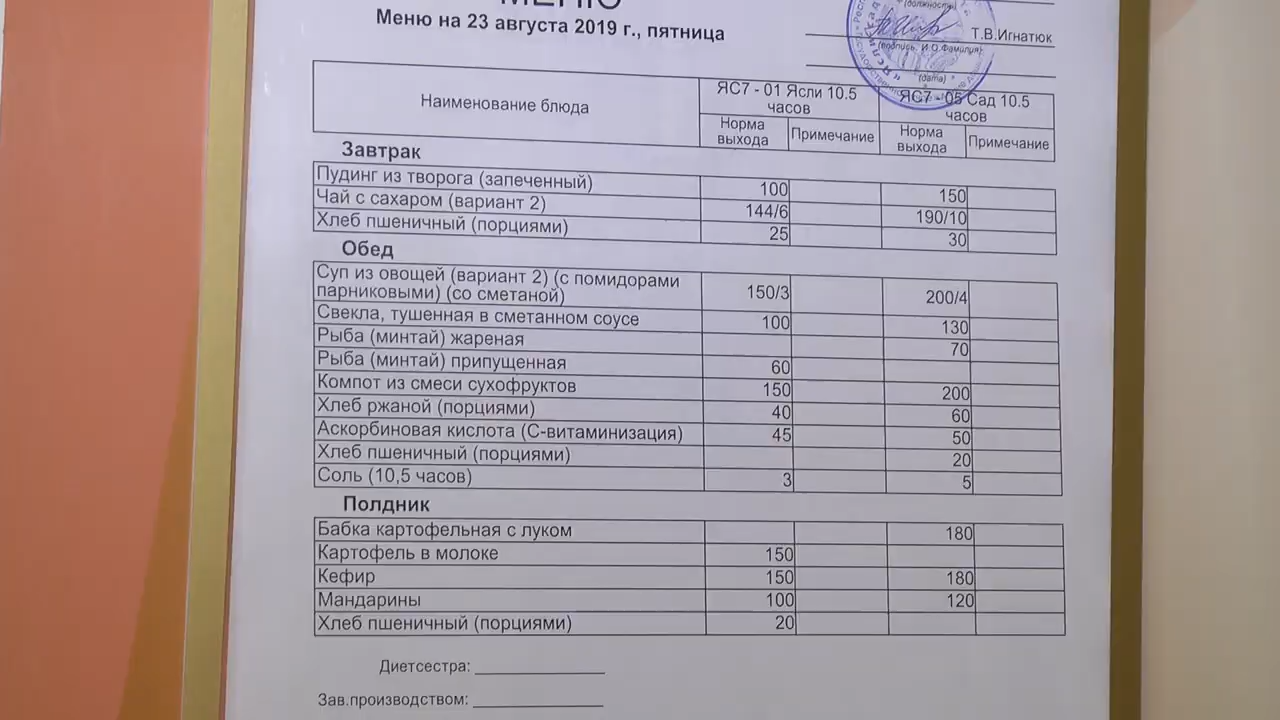 МЕНЮ
Меню на 23 августа 2019 г., пятница
(должность)
Т.В.Игнатюк
(подпись, И.О.Фамилия)
(дата)
Наименование блюда
ЯС7 - 01 Ясли 10.5 часов
ЯС7 - 05 Сад 10.5 часов
Норма выхода
Примечание
Норма выхода
Примечание
Завтрак
Пудинг из творога (запеченный) 100 150
Чай с сахаром (вариант 2) 144/6 190/10
Хлеб пшеничный (порциями) 25 30
Обед
Суп из овощей (вариант 2) (с помидорами
парниковыми) (со сметаной) 150/3 200/4
Свекла, тушенная в сметанном соусе 100 130
Рыба (минтай) жареная 70
Рыба (минтай) припущенная 60
Компот из смеси сухофруктов 150 200
Хлеб ржаной (порциями) 40 60
Аскорбиновая кислота (С-витаминизация) 45 50
Хлеб пшеничный (порциями) 20
Соль (10,5 часов) 3 5
Полдник
Бабка картофельная с луком 180
Картофель в молоке 150
Кефир 150 180
Мандарины 100 120
Хлеб пшеничный (порциями) 20
Диетсестра:
Зав.производством: